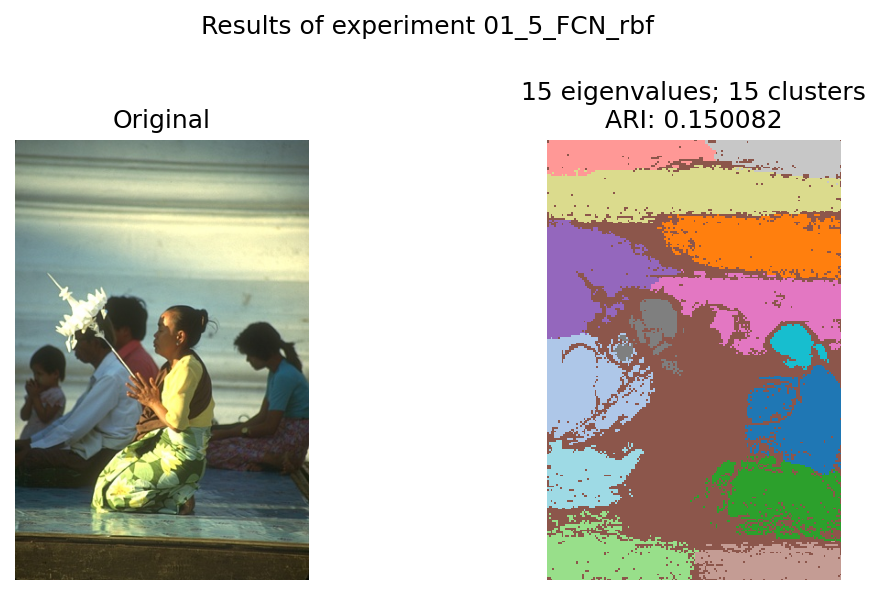 Results of experiment 01_5_FCN_rbf
Original
15 eigenvalues; 15 clusters
ARI: 0.150082